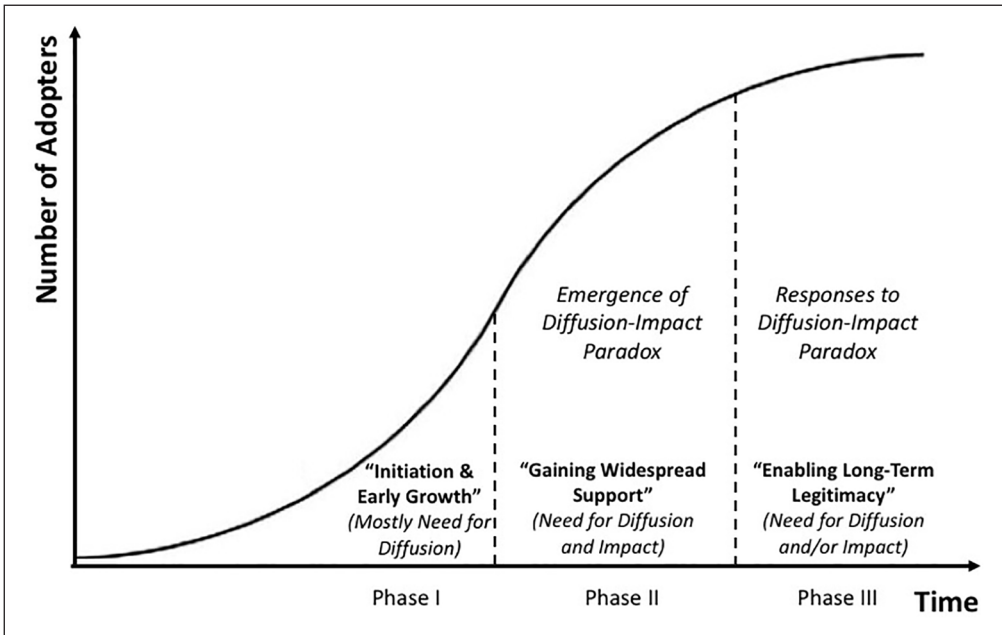 Number of Adopters
Emergence of
Diffusion-Impact
Paradox
Responses to
Diffusion-Impact
Paradox
“Initiation &
Early Growth”
(Mostly Need for
Diffusion)
“Gaining Widespread
Support”
(Need for Diffusion
and Impact)
“Enabling Long-Term
Legitimacy”
(Need for Diffusion
and/or Impact)
Phase I
Phase II
Phase III
Time